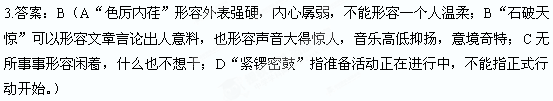 3.答案：B（A“色厉内荏”形容外表强硬，内心孱弱，不能形容一个人温柔；B“石破天
惊”可以形容文章言论出人意料，也形容声音大得惊人，音乐高低抑扬，意境奇特；C无
所事事形容闲着，什么也不想干；D“紧锣密鼓”指准备活动正在进行中，不能指正式行
动开始。）